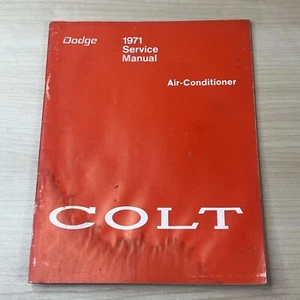 Dodge
1971
Service
Manual
Air-Conditioner
COLT